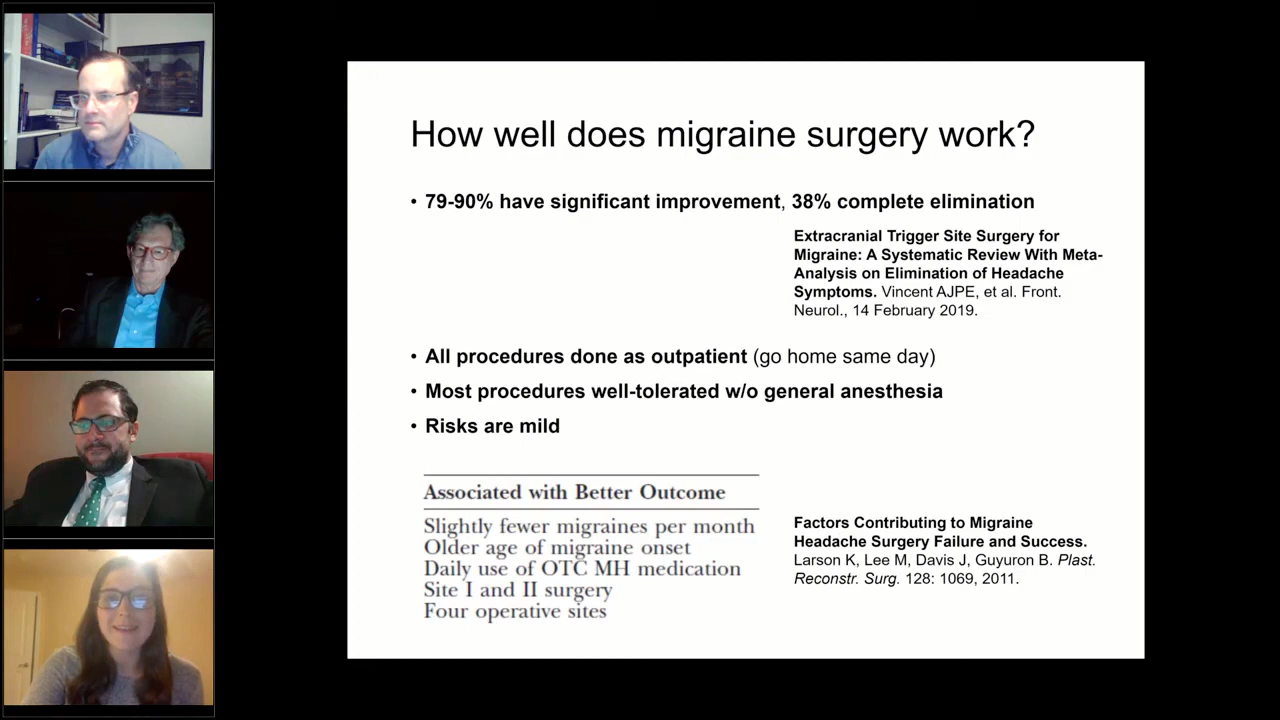 How well does migraine surgery work?
• 79-90% have significant improvement, 38% complete elimination
Extracranial Trigger Site Surgery for
Migraine: A Systematic Review With Meta-
Analysis on Elimination of Headache
Symptoms. Vincent AJPE, et al. Front.
Neurol., 14 February 2019.
• All procedures done as outpatient (go home same day)
• Most procedures well-tolerated w/o general anesthesia
• Risks are mild
Associated with Better Outcome
Slightly fewer migraines per month
Older age of migraine onset
Daily use of OTC MH medication
Site I and II surgery
Four operative sites
Factors Contributing to Migraine
Headache Surgery Failure and Success.
Larson K, Lee M, Davis J, Guyuron B. Plast.
Reconstr. Surg. 128: 1069, 2011.